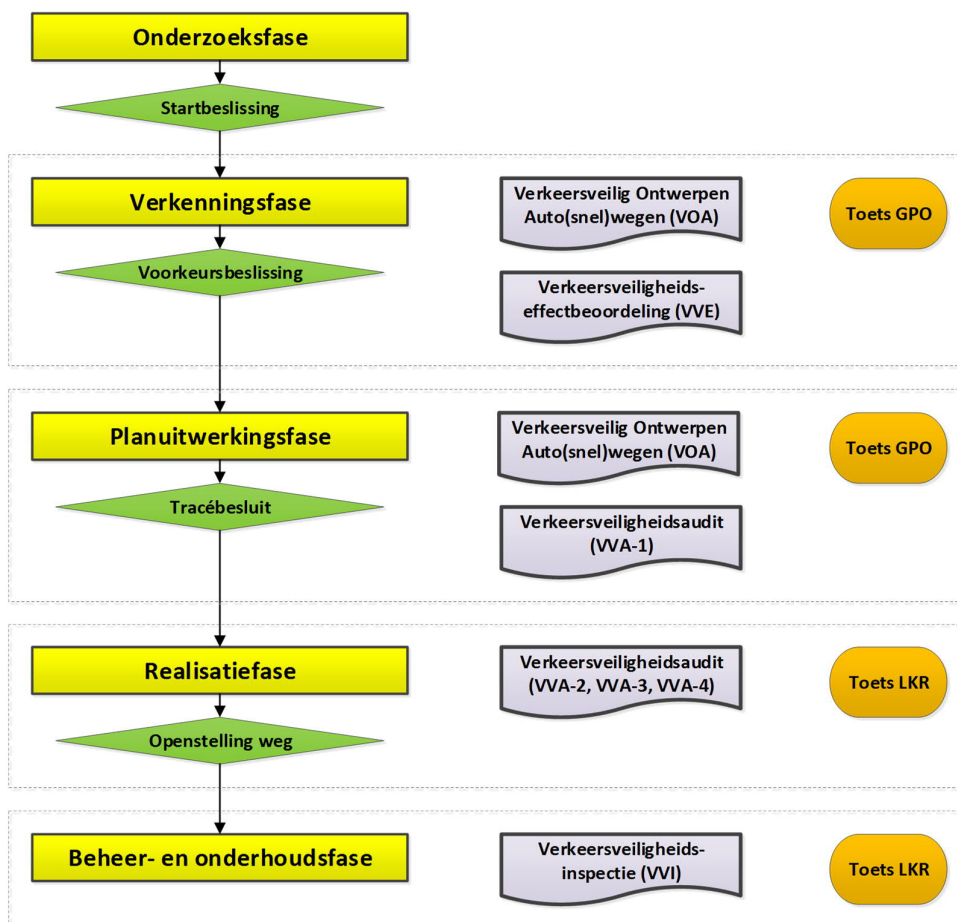 Onderzoeksfase
Startbeslissing
Verkenningsfase
Verkeersveilig Ontwerpen
Auto(snel)wegen (VOA)
Toets GPO
Voorkeursbeslissing
Verkeersveiligheids-
effectbeoordeling (VVE)
Planuitwerkingsfase
Verkeersveilig Ontwerpen
Auto(snel)wegen (VOA)
Toets GPO
Tracébesluit
Verkeersveiligheidsaudit
(VVA-1)
Realisatiefase
Verkeersveiligheidsaudit
(VVA-2, VVA-3, VVA-4)
Toets LKR
Openstelling weg
Beheer- en onderhoudsfase
Verkeersveiligheids-
inspectie (VVI)
Toets LKR